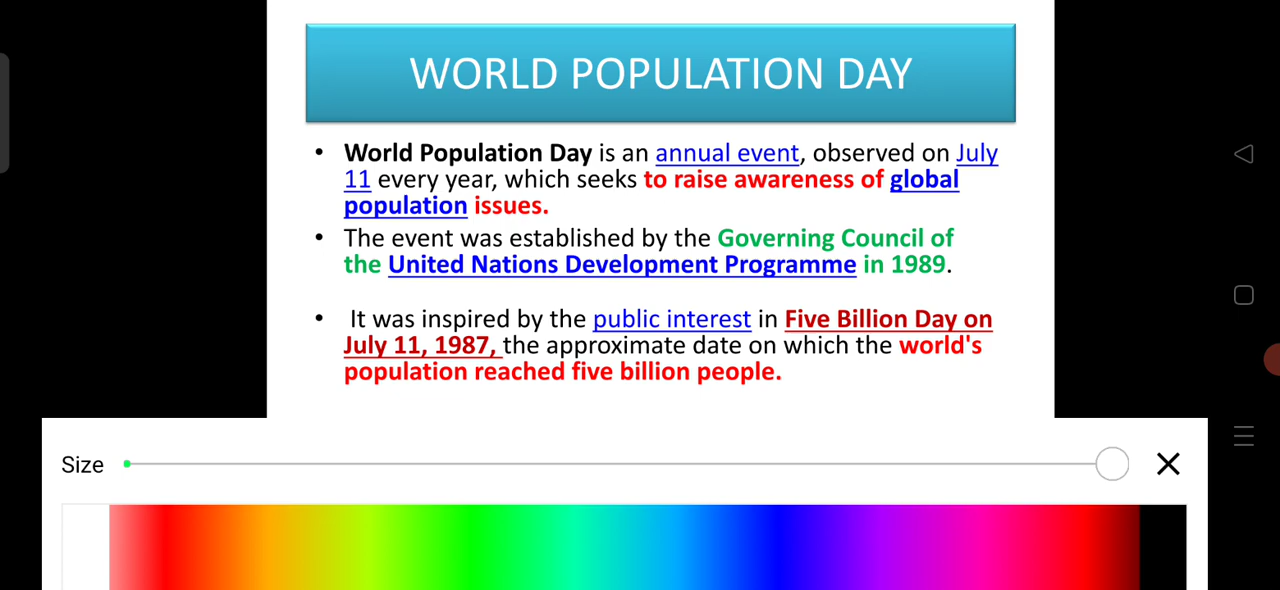 WORLD POPULATION DAY
• World Population Day is an annual event, observed on July
11 every year, which seeks to raise awareness of global
population issues.
• The event was established by the Governing Council of
the United Nations Development Programme in 1989.
• It was inspired by the public interest in Five Billion Day on
July 11, 1987, the approximate date on which the world's
population reached five billion people.
Size